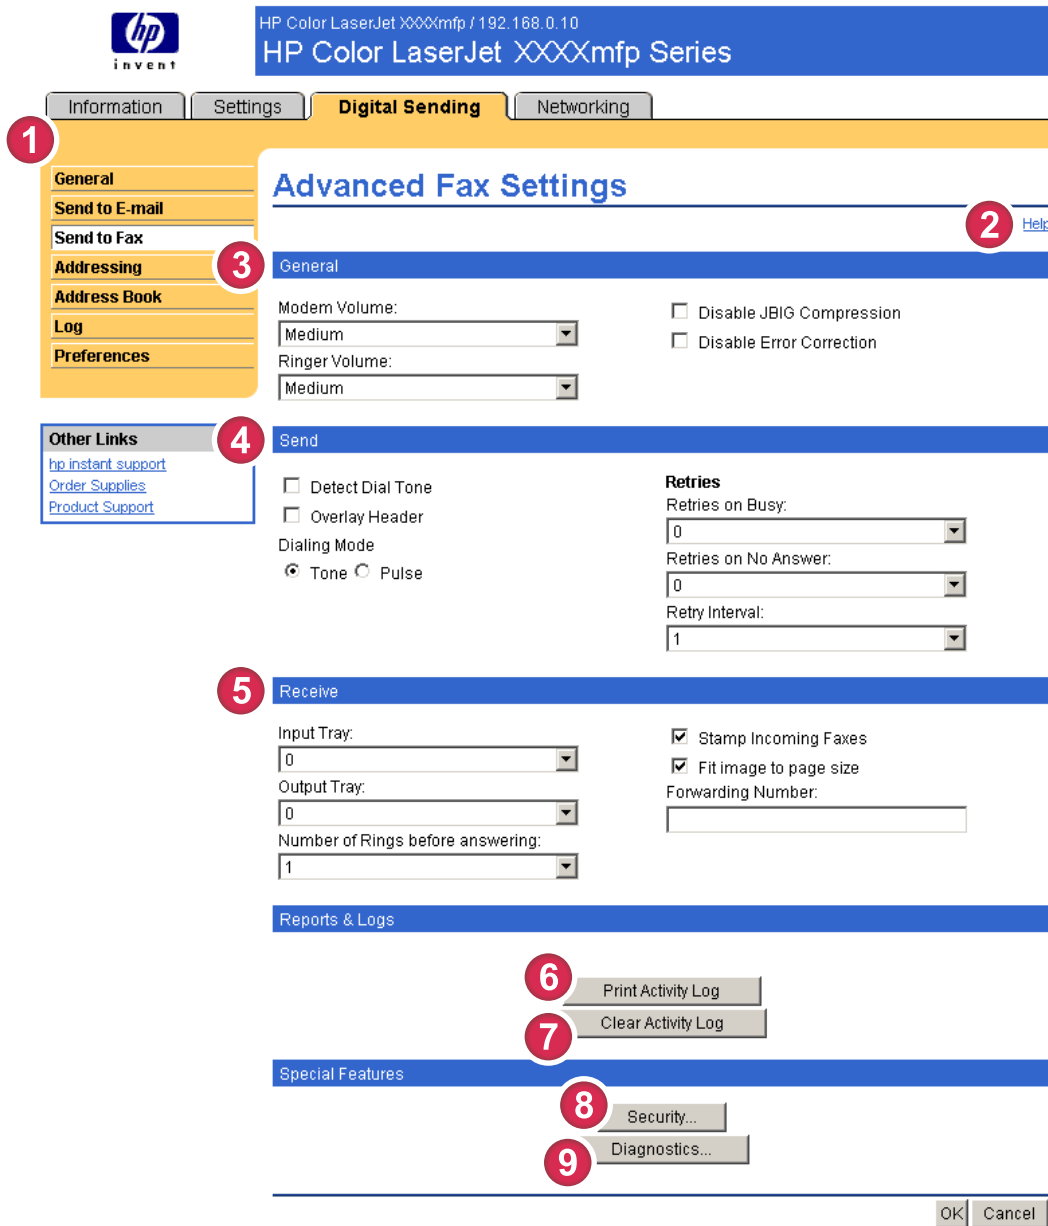 hp
invent
HP Color LaserJet XXXXmfp / 192.168.0.10
HP Color LaserJet XXXXmfp Series
Information
Settings
Digital Sending
Networking
1
General
Send to E-mail
Send to Fax
Addressing
Address Book
Log
Preferences
Other Links
hp instant support
Order Supplies
Product Support
Advanced Fax Settings
2
Help
3
General
Modem Volume:
Medium
Ringer Volume:
Medium
Disable JBIG Compression
Disable Error Correction
4
Send
Detect Dial Tone
Overlay Header
Dialing Mode
Tone Pulse
Retries
Retries on Busy:
0
Retries on No Answer:
0
Retry Interval:
1
5
Receive
Input Tray:
0
Output Tray:
0
Number of Rings before answering:
1
Stamp Incoming Faxes
Fit image to page size
Forwarding Number:
Reports & Logs
6
Print Activity Log
7
Clear Activity Log
Special Features
8
Security...
9
Diagnostics...
OK
Cancel